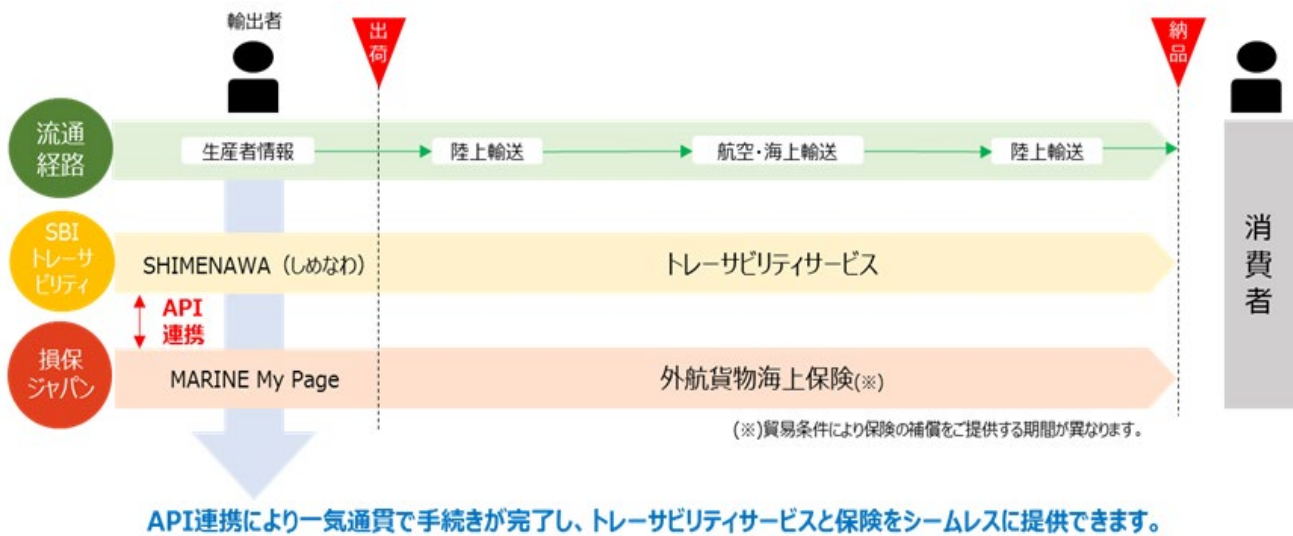 輸出者
出荷
納品
流通
経路
生産者情報
陸上輸送
航空・海上輸送
陸上輸送
SBI
トレーサ
ビリティ
SHIMENAWA（しめなわ）
トレーサビリティサービス
API
連携
損保
ジャパン
MARINE My Page
外航貨物海上保険(※)
消費者
(※)貿易条件により保険の補償をご提供する期間が異なります。
API連携により一気通貫で手続きが完了し、トレーサビリティサービスと保険をシームレスに提供できます。